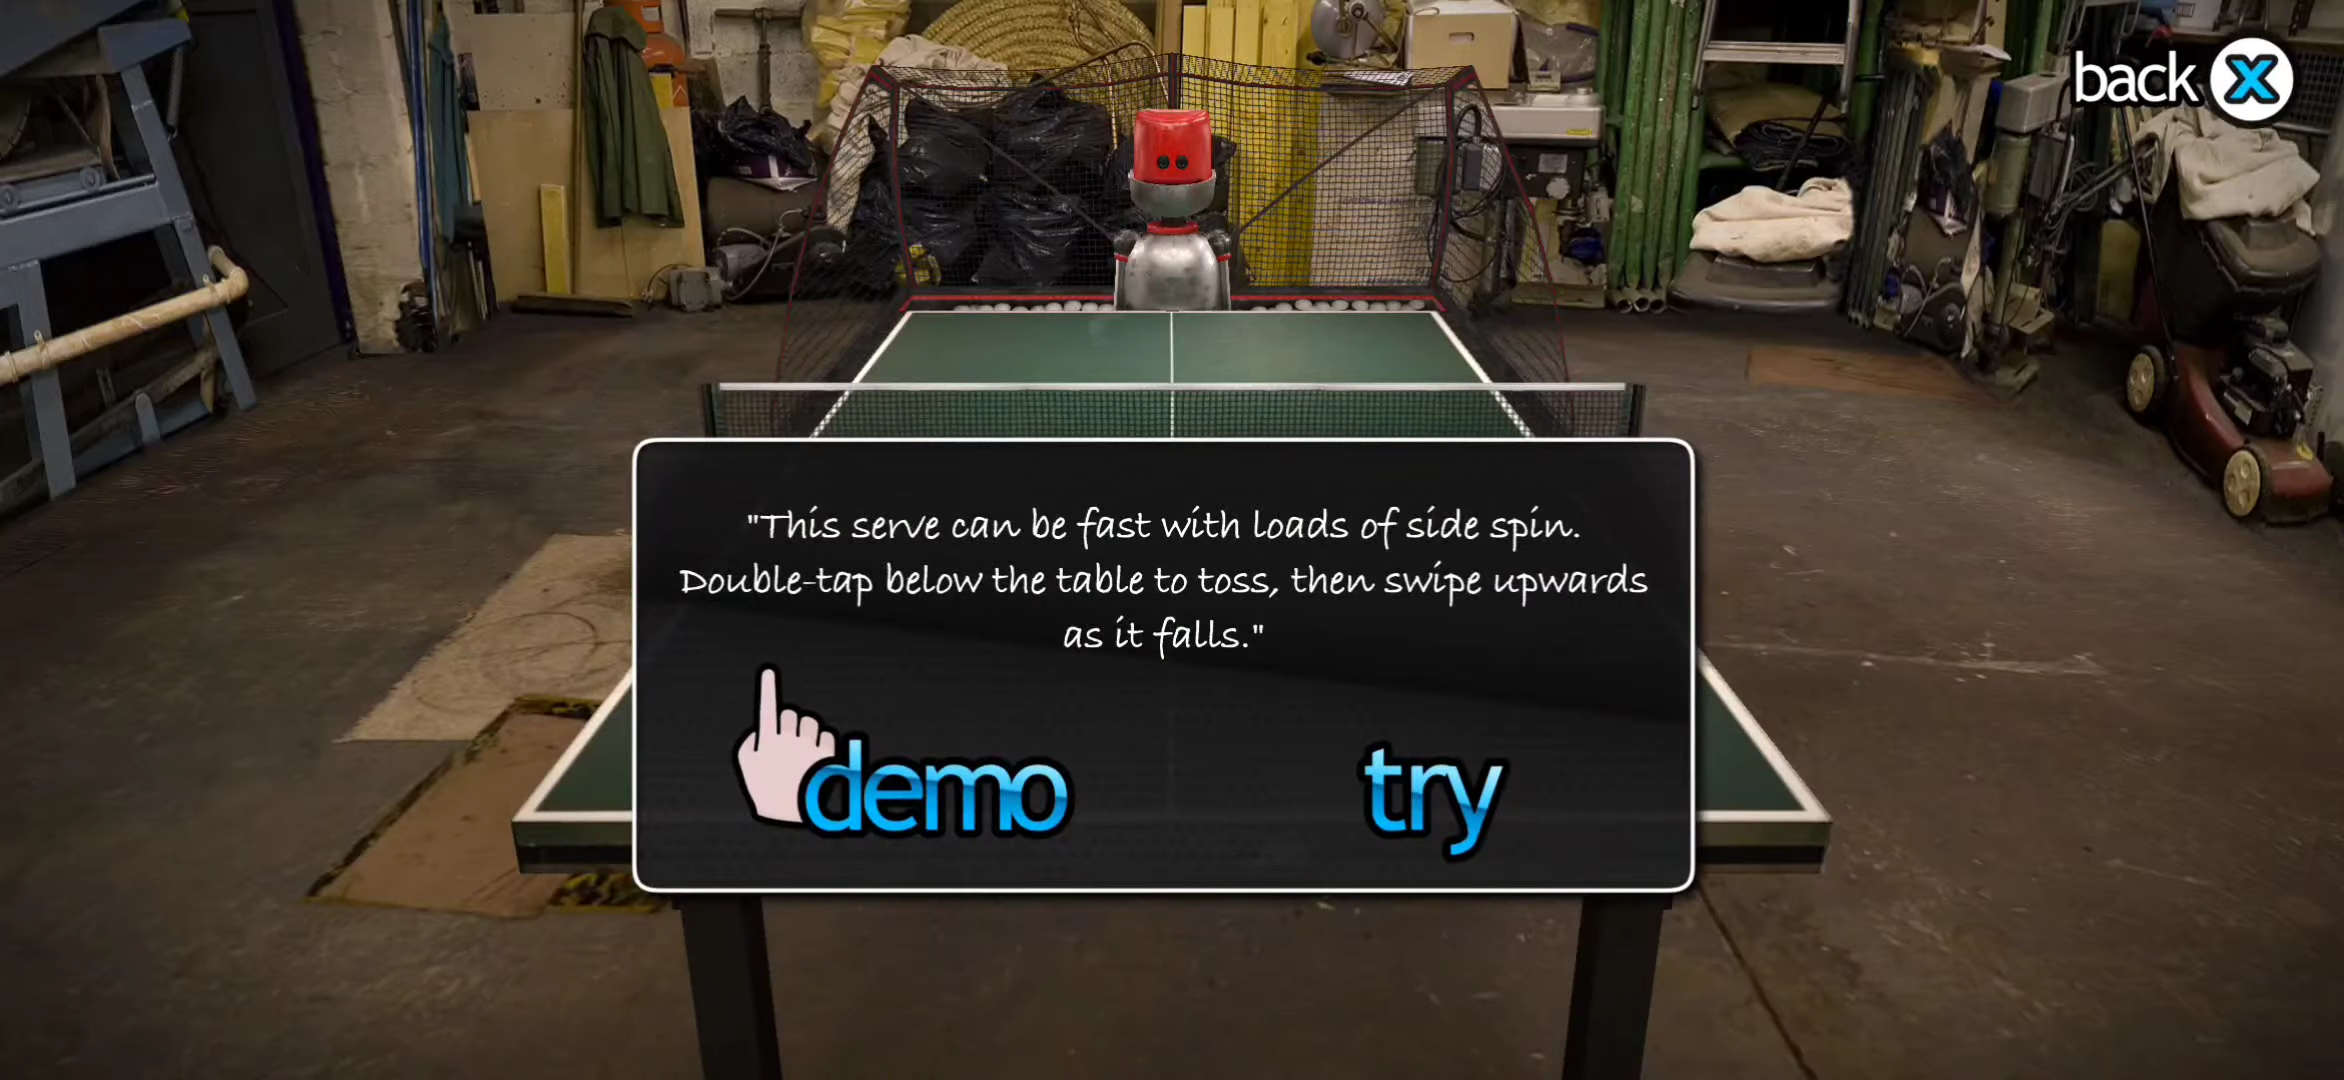 back X
"This serve can be fast with loads of side spin.
Double-tap below the table to toss, then swipe upwards
as it falls."
demo
try